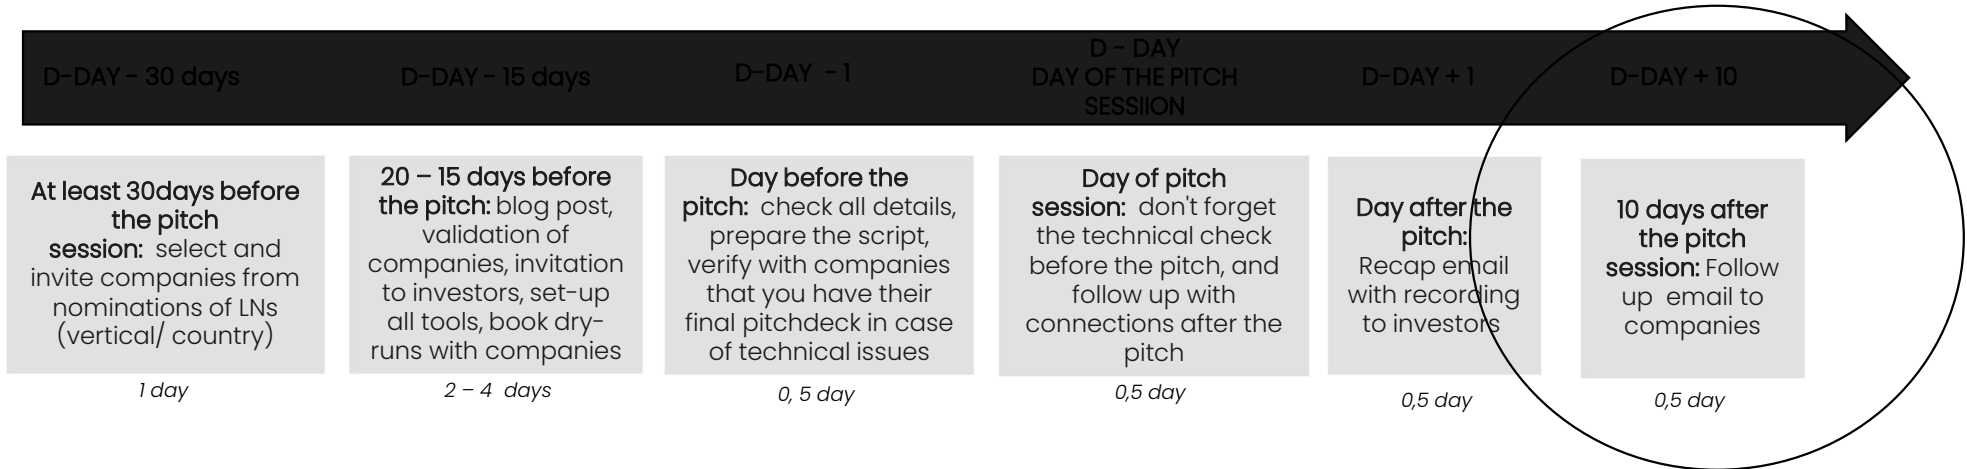 D-DAY - 30 days
D-DAY - 15 days
D-DAY - 1
D - DAY
DAY OF THE PITCH
SESSIION
D-DAY + 1
D-DAY + 10
At least 30days before
the pitch
session: select and
invite companies from
nominations of LNs
(vertical/ country)
1 day
20 – 15 days before
the pitch: blog post,
validation of
companies, invitation
to investors, set-up
all tools, book dry-
runs with companies
2 – 4 days
Day before the
pitch: check all details,
prepare the script,
verify with companies
that you have their
final pitchdeck in case
of technical issues
0, 5 day
Day of pitch
session: don't forget
the technical check
before the pitch, and
follow up with
connections after the
pitch
0,5 day
Day after the
pitch:
Recap email
with recording
to investors
0,5 day
10 days after
the pitch
session: Follow
up email to
companies
0,5 day